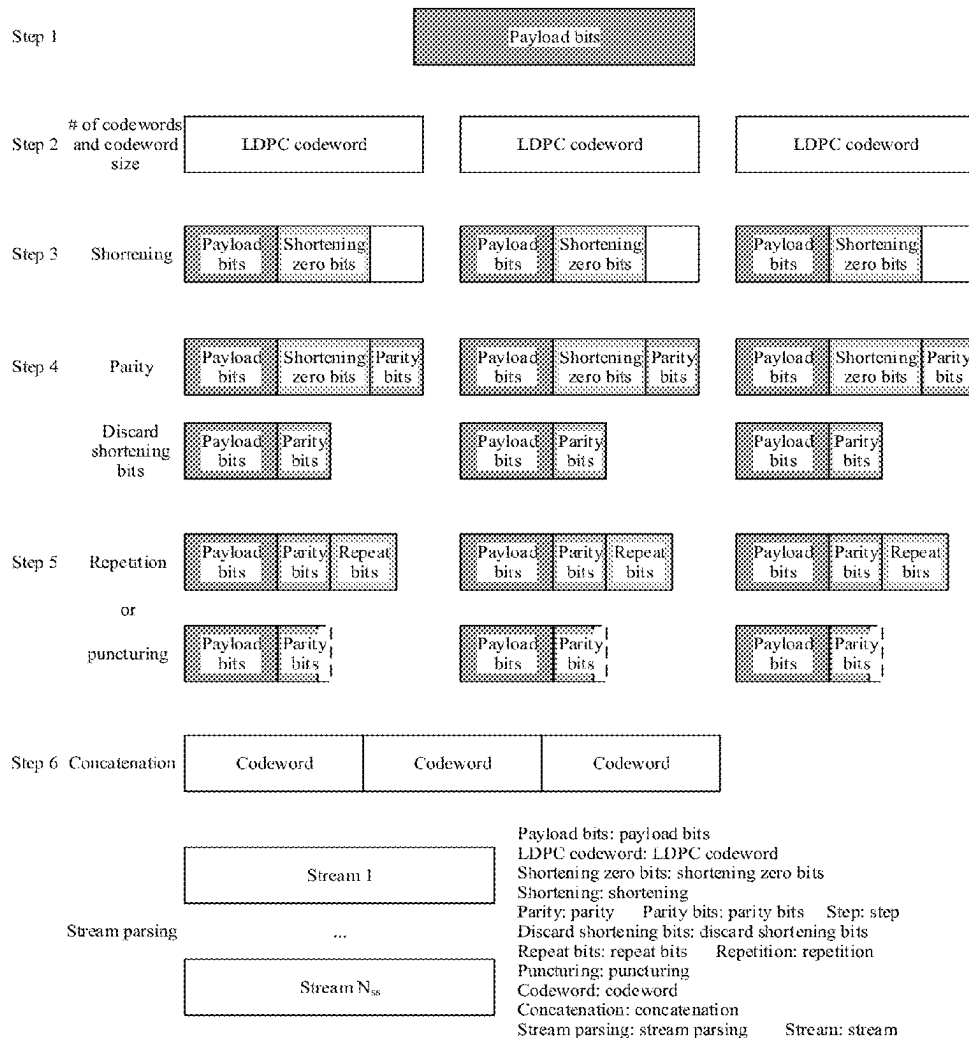 Step 1
Payload bits
# of codewords
Step 2 and codeword size
LDPC codeword LDPC codeword LDPC codeword
Step 3 Shortening
Payload bits Shortening zero bits Payload bits Shortening zero bits Payload bits Shortening zero bits
Step 4 Parity
Payload bits Shortening zero bits Parity bits Payload bits Shortening zero bits Parity bits Payload bits Shortening zero bits Parity bits
Discard
shortening
bits
Payload bits Parity bits Payload bits Parity bits Payload bits Parity bits
Step 5 Repetition
Payload bits Parity bits Repeat bits Payload bits Parity bits Repeat bits Payload bits Parity bits Repeat bits
or
puncturing
Payload bits Parity bits Payload bits Parity bits Payload bits Parity bits
Step 6 Concatenation Codeword Codeword Codeword
Stream parsing
Stream 1
...
Stream Nss
Payload bits: payload bits
LDPC codeword: LDPC codeword
Shortening zero bits: shortening zero bits
Shortening: shortening
Parity: parity Parity bits: parity bits Step: step
Discard shortening bits: discard shortening bits
Repeat bits: repeat bits Repetition: repetition
Puncturing: puncturing
Codeword: codeword
Concatenation: concatenation
Stream parsing: stream parsing Stream: stream